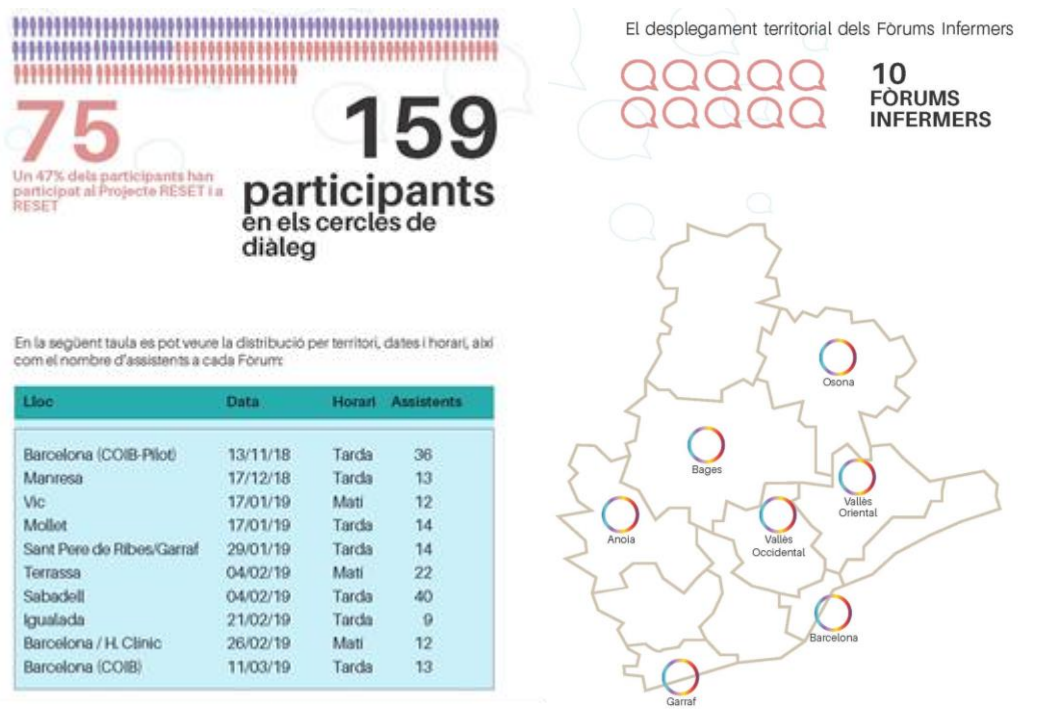 75
Un 47% dels participants han
participat al Projecte RESET i a
RESET
159
participants
en els cercles de
diàleg
En la següent taula es pot veure la distribució per territori, dates i horari, així
com el nombre d'assistents a cada Fòrum:
Lloc Data Horari Assistents
Barcelona (COIB-Pilot) 13/11/18 Tarda 36
Manresa 17/12/18 Tarda 13
Vic 17/01/19 Matí 12
Mollet 17/01/19 Tarda 14
Sant Pere de Ribes/Garraf 29/01/19 Tarda 14
Terrassa 04/02/19 Matí 22
Sabadell 04/02/19 Tarda 40
Igualada 21/02/19 Tarda 9
Barcelona / H. Clínic 26/02/19 Matí 12
Barcelona (COIB) 11/03/19 Tarda 13
El desplegament territorial dels Fòrums Infermers
10
FÒRUMS
INFERMERS
Osona
Bages
Vallès
Oriental
Anoia
Vallès
Occidental
Barcelona
Garraf